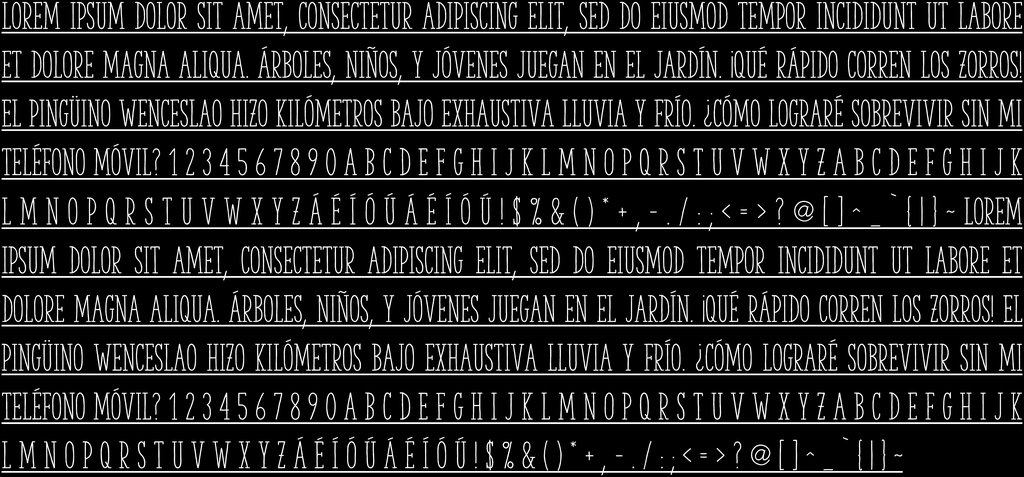 LOREM IPSUM DOLOR SIT AMET, CONSECTETUR ADIPISCING ELIT, SED DO EIUSMOD TEMPOR INCIDIDUNT UT LABORE
ET DOLORE MAGNA ALIQUA. ÁRBOLES, NIÑOS, Y JÓVENES JUEGAN EN EL JARDÍN. ¡QUÉ RÁPIDO CORREN LOS ZORROS!
EL PINGÜINO WENCESLAO HIZO KILÓMETROS BAJO EXHAUSTIVA LLUVIA Y FRÍO. ¿CÓMO LOGRARÉ SOBREVIVIR SIN MI
TELÉFONO MÓVIL? 1 2 3 4 5 6 7 8 9 0 A B C D E F G H I J K L M N O P Q R S T U V W X Y Z A B C D E F G H I J K
L M N O P Q R S T U V W X Y Z Á É Í Ó Ú Á É Í Ó Ú ! $ % & ( ) * + , - . / : ; < = > ? @ [ ] ^ _ ` { | } ~ LOREM
IPSUM DOLOR SIT AMET, CONSECTETUR ADIPISCING ELIT, SED DO EIUSMOD TEMPOR INCIDIDUNT UT LABORE ET
DOLORE MAGNA ALIQUA. ÁRBOLES, NIÑOS, Y JÓVENES JUEGAN EN EL JARDÍN. ¡QUÉ RÁPIDO CORREN LOS ZORROS! EL
PINGÜINO WENCESLAO HIZO KILÓMETROS BAJO EXHAUSTIVA LLUVIA Y FRÍO. ¿CÓMO LOGRARÉ SOBREVIVIR SIN MI
TELÉFONO MÓVIL? 1 2 3 4 5 6 7 8 9 0 A B C D E F G H I J K L M N O P Q R S T U V W X Y Z A B C D E F G H I J K
L M N O P Q R S T U V W X Y Z Á É Í Ó Ú Á É Í Ó Ú ! $ % & ( ) * + , - . / : ; < = > ? @ [ ] ^ _ ` { | } ~